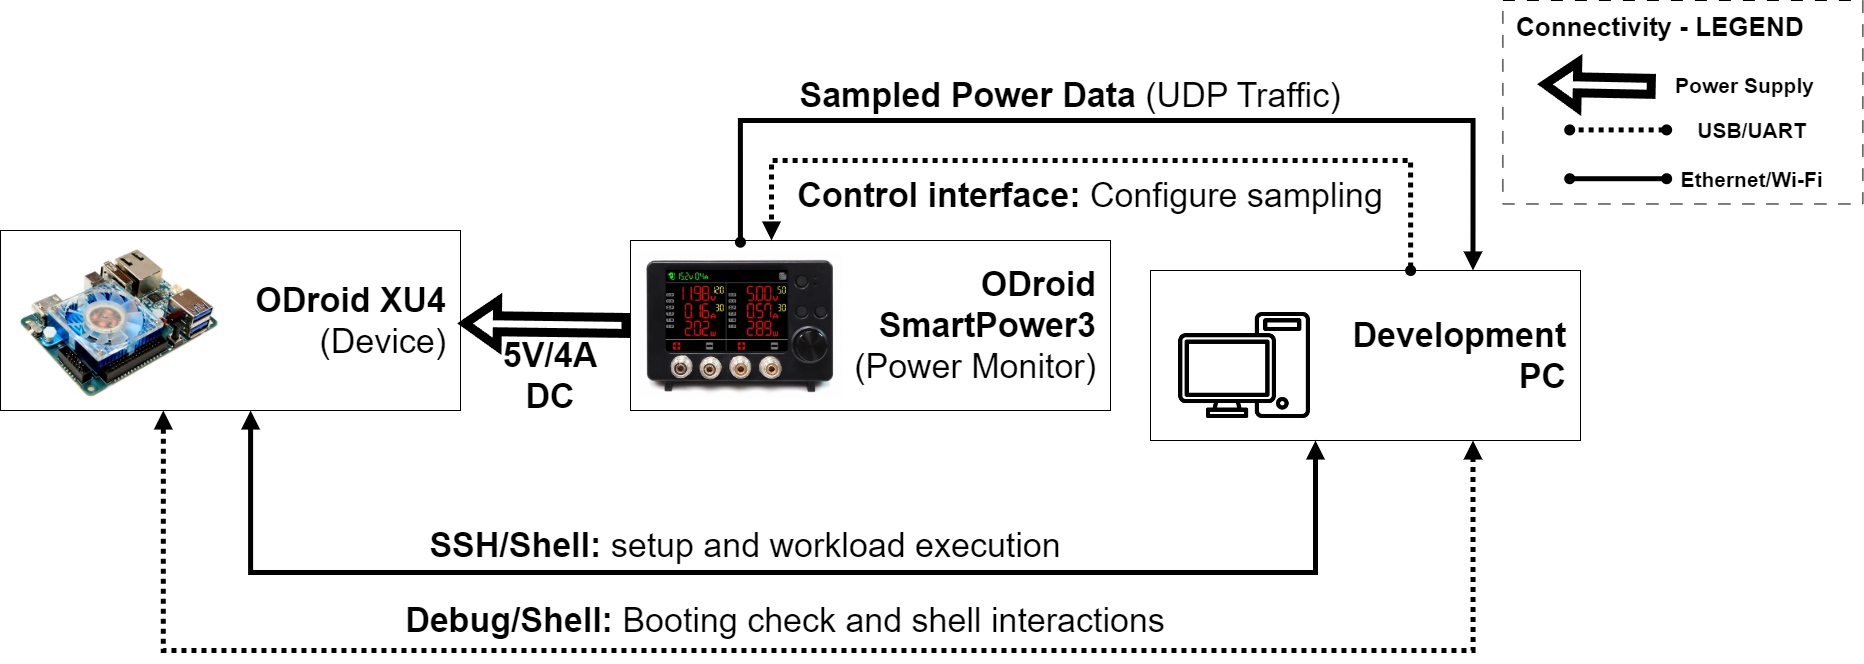 Connectivity - LEGEND
Power Supply
USB/UART
Ethernet/Wi-Fi
Sampled Power Data (UDP Traffic)
Control interface: Configure sampling
ODroid XU4
(Device)
5V/4A
DC
ODroid
SmartPower3
(Power Monitor)
Development
PC
SSH/Shell: setup and workload execution
Debug/Shell: Booting check and shell interactions